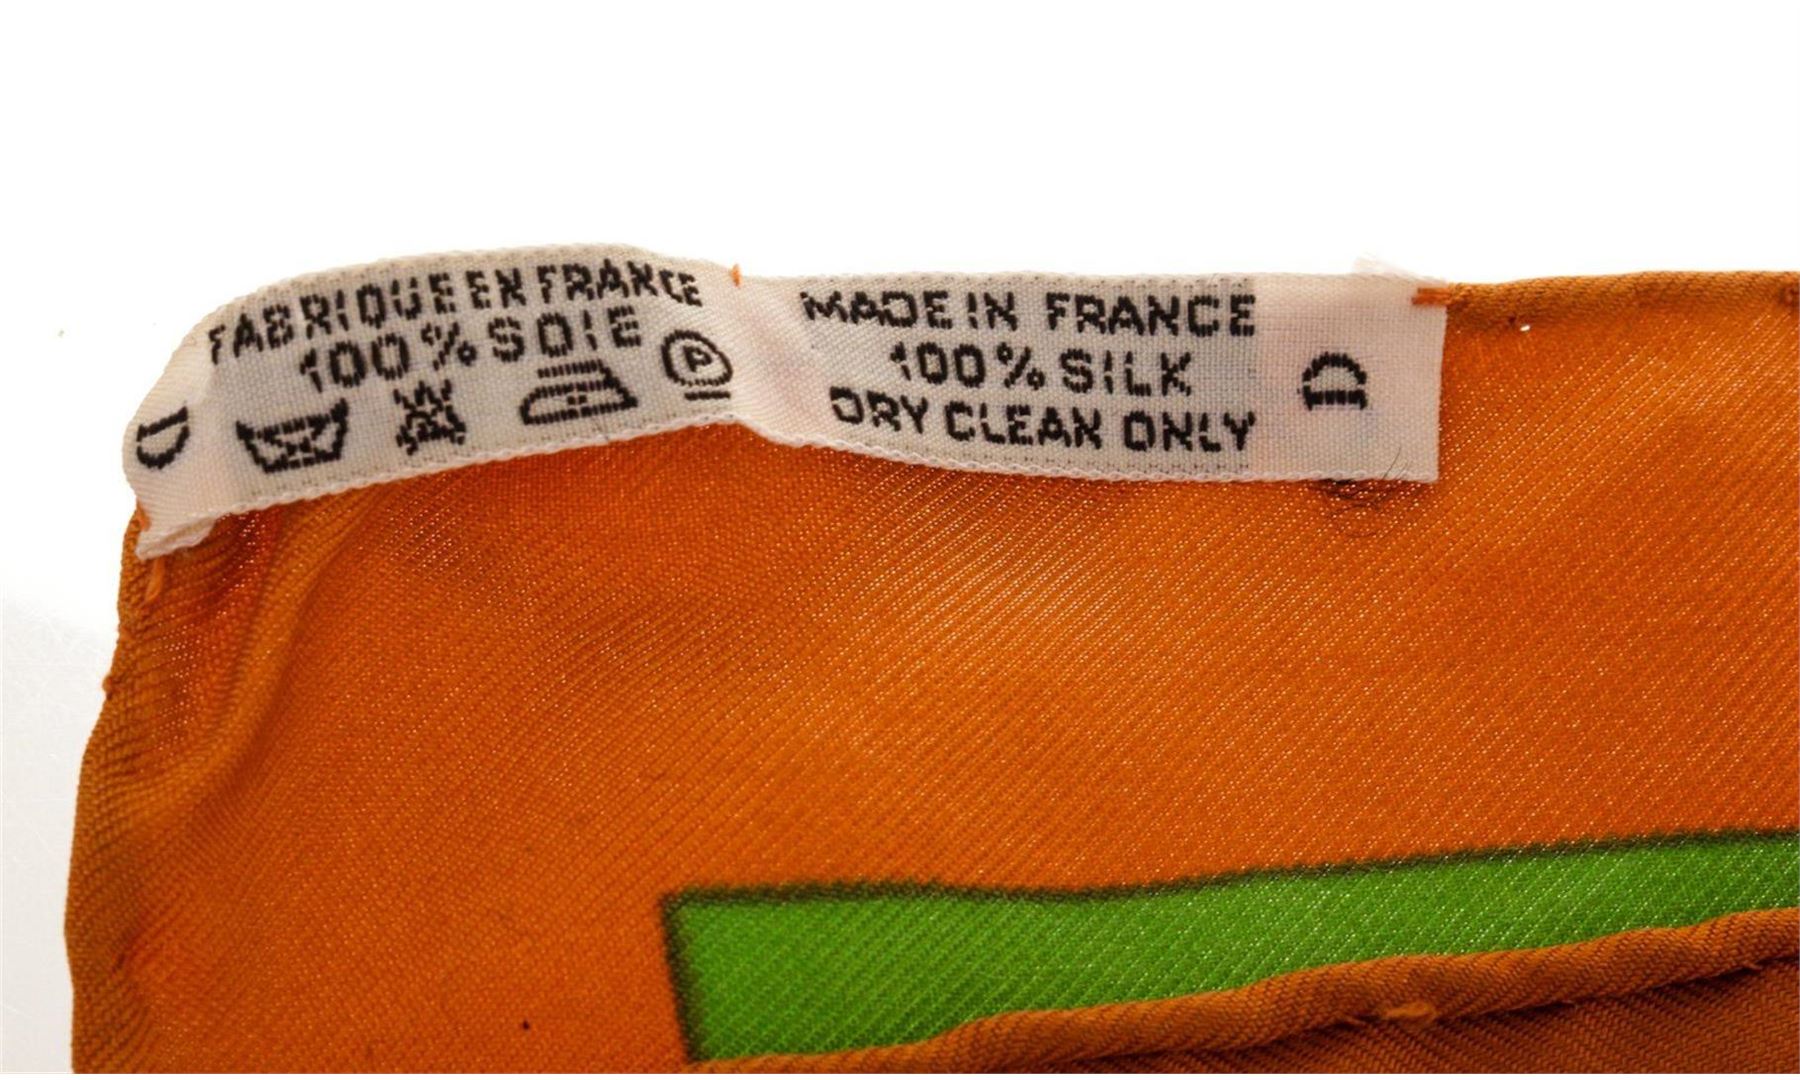 FABRIQUE EN FRANCE
100% SOIE
P
D
MADE IN FRANCE
100% SILK
DRY CLEAN ONLY
D